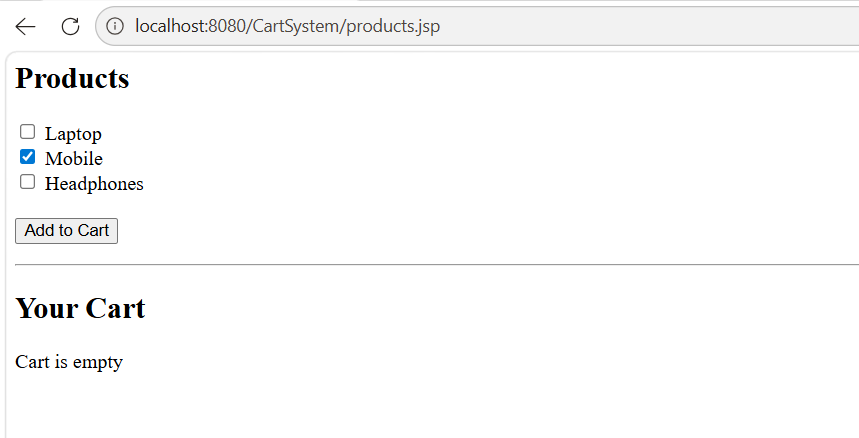 localhost:8080/CartSystem/products.jsp
Products
Laptop
Mobile
Headphones
Add to Cart
Your Cart
Cart is empty